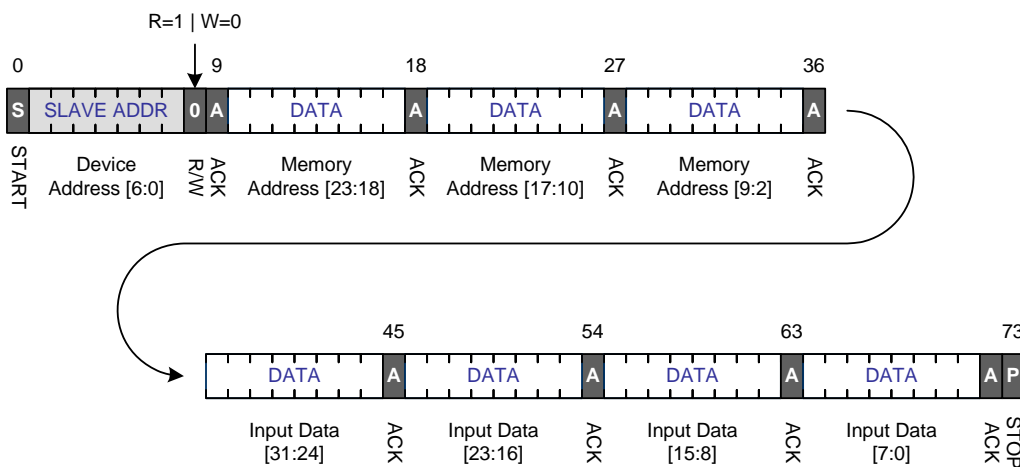 R=1 | W=0
0 9 18 27 36
S SLAVE ADDR 0 A DATA A DATA A DATA A
START
Device
Address [6:0]
R/W
ACK
Memory
Address [23:18]
ACK
Memory
Address [17:10]
ACK
Memory
Address [9:2]
ACK
45 54 63 73
DATA A DATA A DATA A DATA A P
Input Data
[31:24]
ACK
Input Data
[23:16]
ACK
Input Data
[15:8]
ACK
Input Data
[7:0]
ACK
STOP